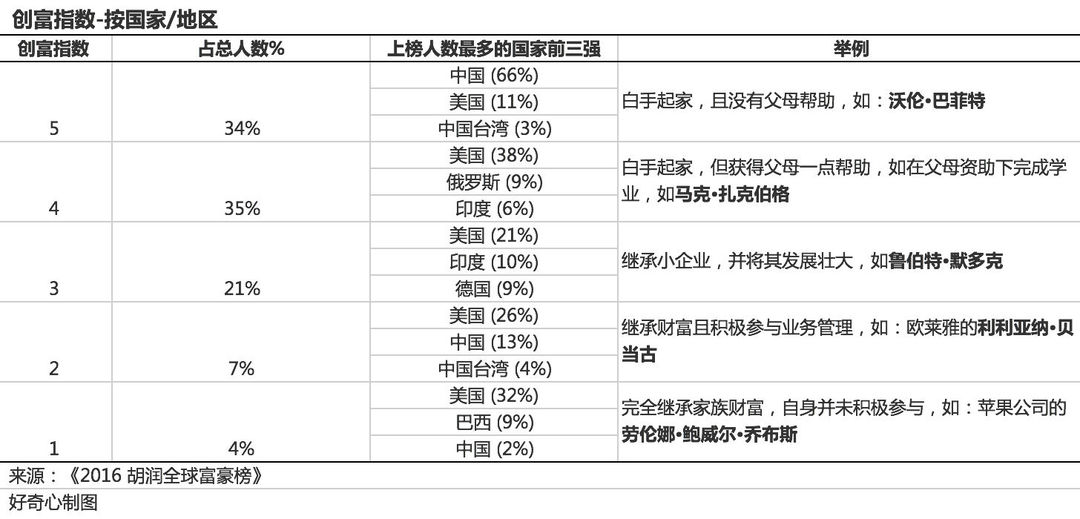 创富指数-按国家/地区
创富指数 占总人数% 上榜人数最多的国家前三强 举例
中国 (66%)
美国 (11%)
白手起家，且没有父母帮助，如：沃伦•巴菲特
5 34% 中国台湾 (3%)
美国 (38%)
俄罗斯 (9%)
白手起家，但获得父母一点帮助，如在父母资助下完成学
业，如马克•扎克伯格
4 35% 印度 (6%)
美国 (21%)
印度 (10%)
继承小企业，并将其发展壮大，如鲁伯特•默多克
3 21% 德国 (9%)
美国 (26%)
中国 (13%)
继承财富且积极参与业务管理，如：欧莱雅的利利亚纳•贝
当古
2 7% 中国台湾 (4%)
美国 (32%)
巴西 (9%)
完全继承家族财富，自身并未积极参与，如：苹果公司的
劳伦娜•鲍威尔•乔布斯
1 4% 中国 (2%)
来源：《2016 胡润全球富豪榜》
好奇心制图